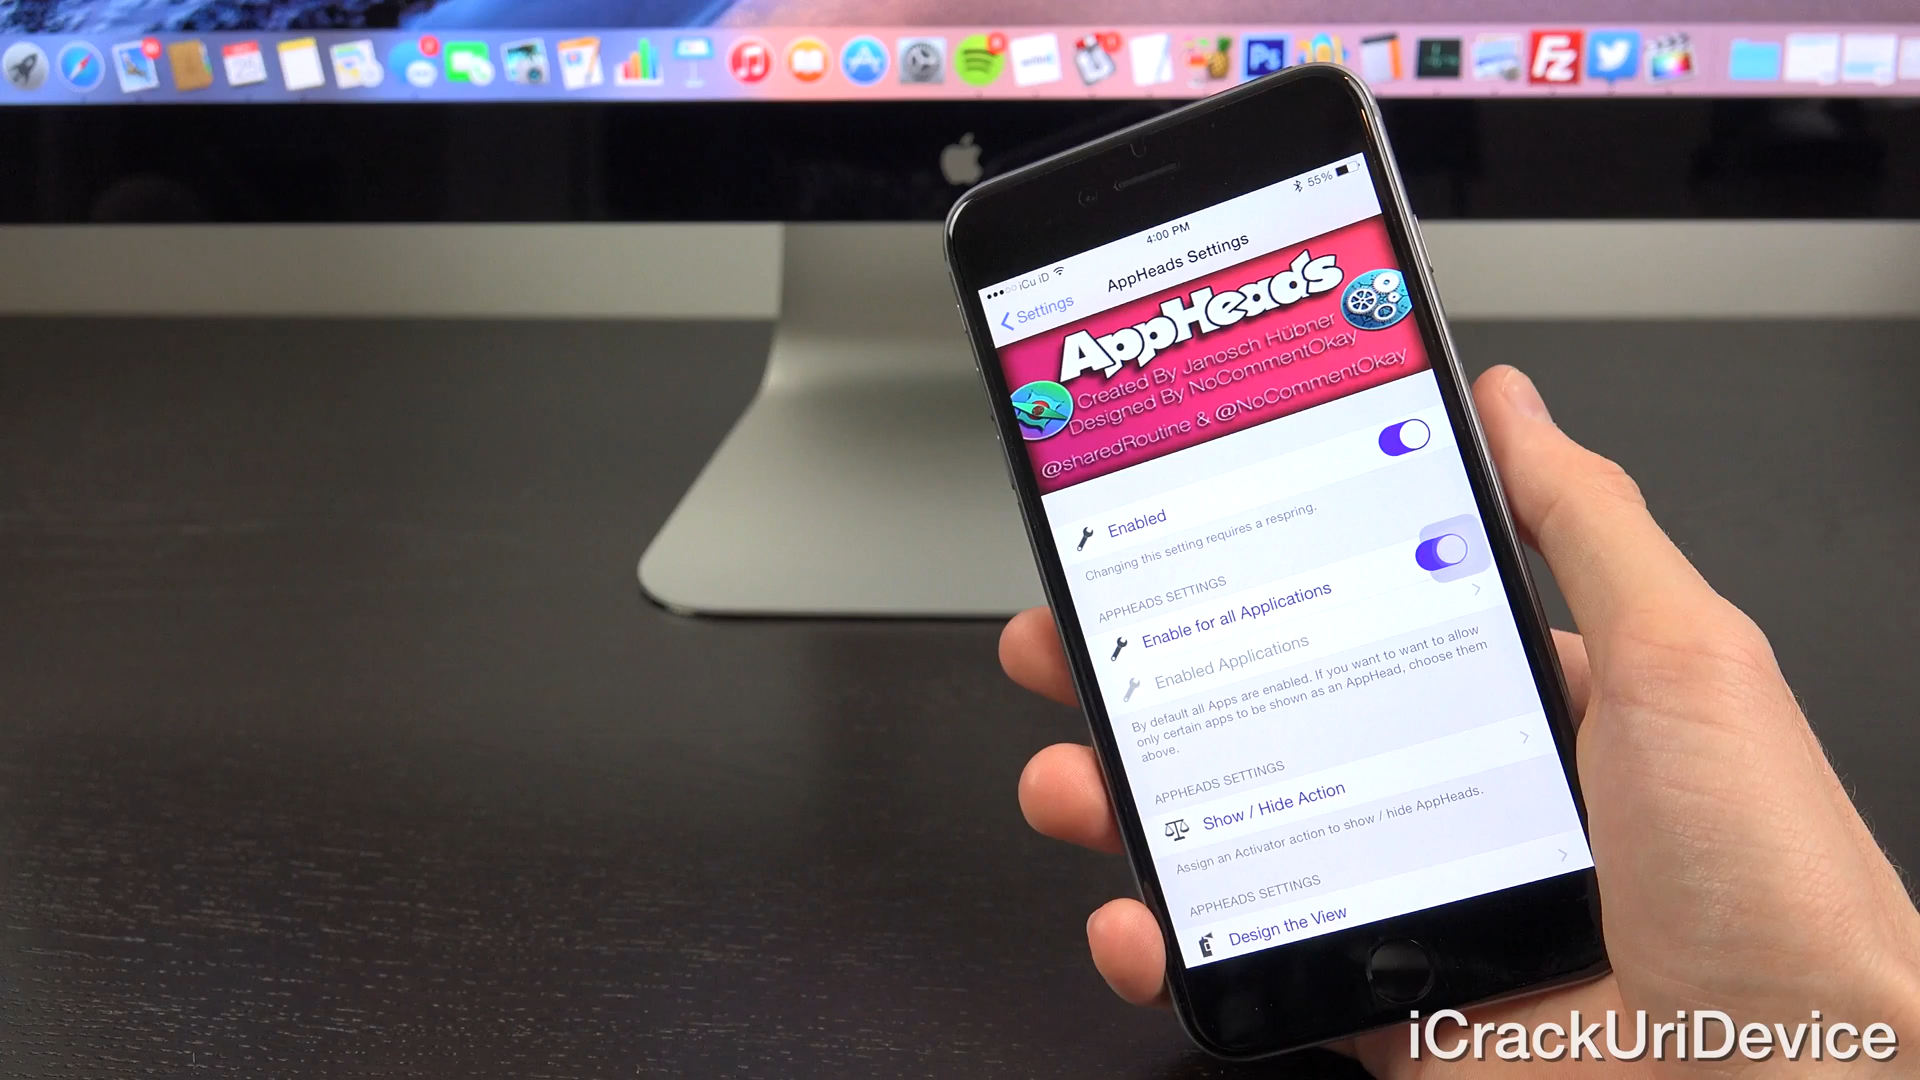 Ps
Fz
55%
4:00 PM
iCu iD
AppHeads Settings
Settings
AppHeads
Created By Janosch Hübner
Designed By NoCommentOkay
@sharedRoutine & @NoCommentOkay
Enabled
Changing this setting requires a respring.
APPHEADS SETTINGS
Enable for all Applications
Enabled Applications
By default all Apps are enabled. If you want to want to allow
only certain apps to be shown as an AppHead, choose them
above.
APPHEADS SETTINGS
Show / Hide Action
Assign an Activator action to show / hide AppHeads.
APPHEADS SETTINGS
Design the View
iCrackUriDevice